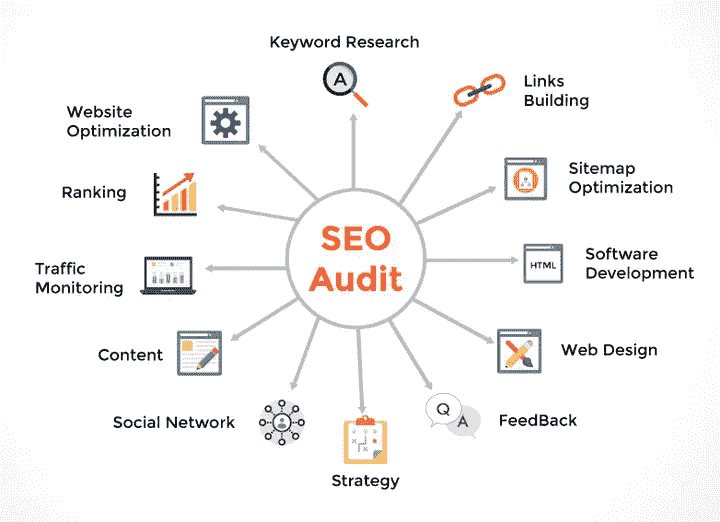 Keyword Research
A
Links
Building
Website
Optimization
Sitemap
Optimization
Ranking
SEO
Audit
Software
Development
HTML
Traffic
Monitoring
Web Design
Content
FeedBack
Q
A
Social Network
Strategy